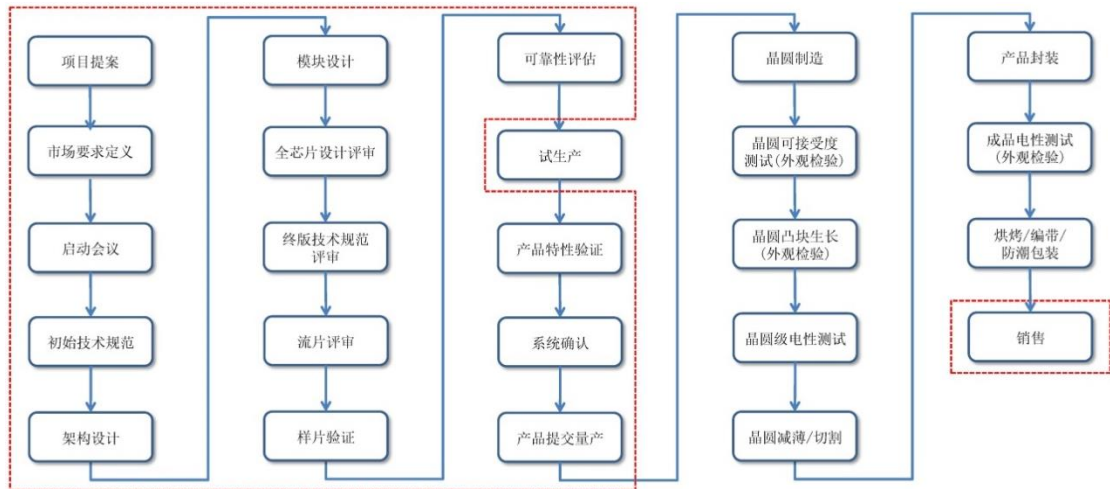 项目提案
市场要求定义
启动会议
初始技术规范
架构设计
模块设计
全芯片设计评审
终版技术规范
评审
流片评审
样片验证
可靠性评估
试生产
产品特性验证
系统确认
产品提交量产
晶圆制造
晶圆可接受度
测试(外观检验)
晶圆凸块生长
(外观检验)
晶圆级电性测试
晶圆减薄/切割
产品封装
成品电性测试
(外观检验)
烘烤/编带/
防潮包装
销售